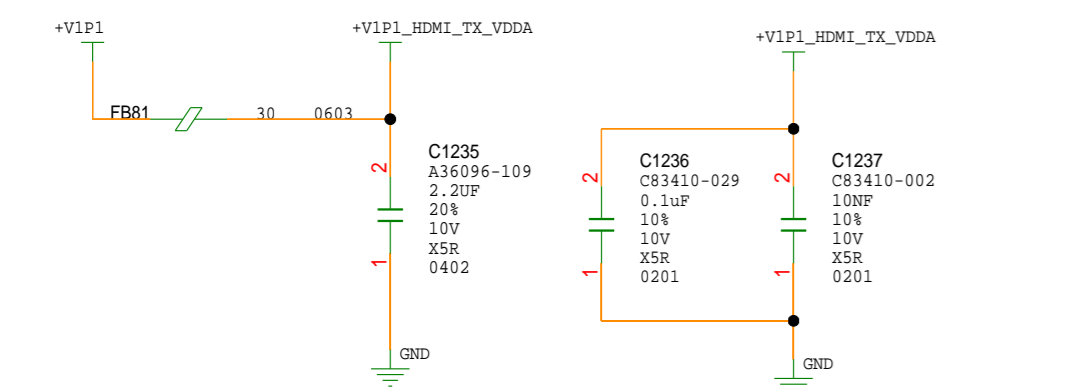 +V1P1
+V1P1_HDMI_TX_VDDA
FB81
30
0603
2
C1235
A36096-109
2.2UF
20%
10V
X5R
0402
1
GND
+V1P1_HDMI_TX_VDDA
2
C1236
C83410-029
0.1uF
10%
10V
X5R
0201
1
2
C1237
C83410-002
10NF
10%
10V
X5R
0201
1
GND